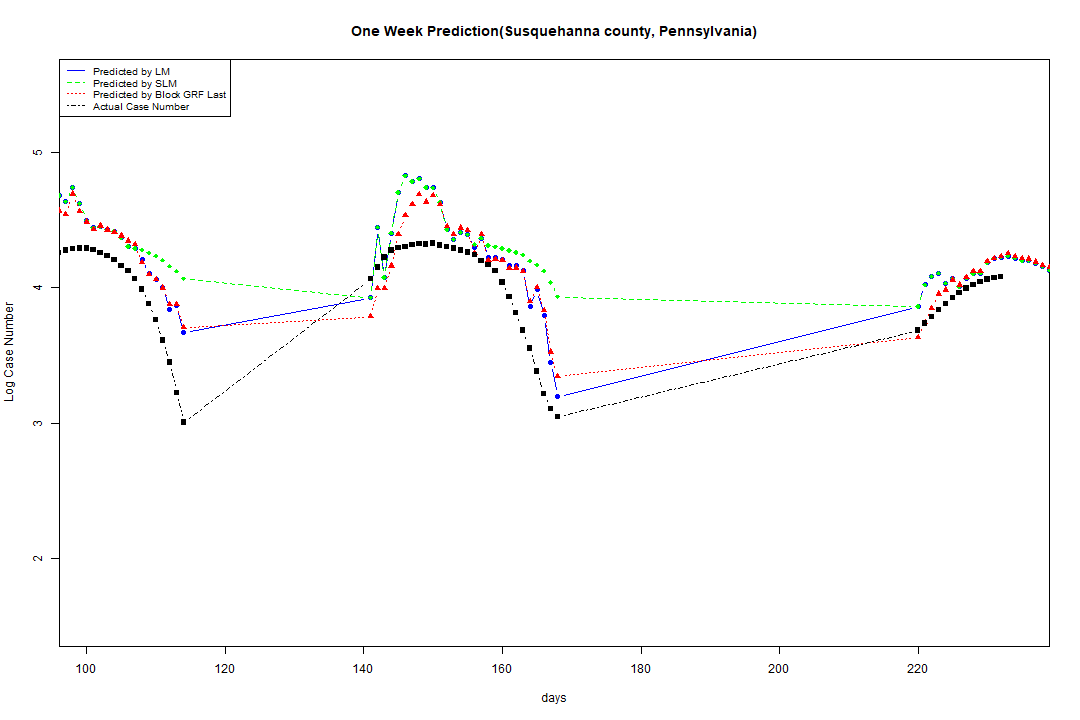 One Week Prediction(Susquehanna county, Pennsylvania)
Predicted by LM
Predicted by SLM
Predicted by Block GRF Last
Actual Case Number
5
4
3
2
Log Case Number
100 120 140 160 180 200 220
days